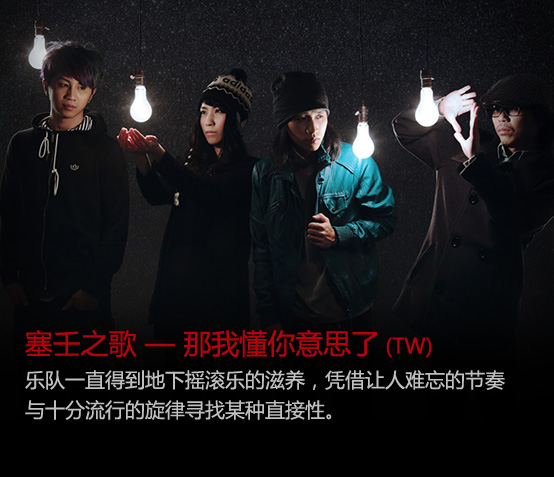 adidas
塞壬之歌 — 那我懂你意思了 (TW)
乐队一直得到地下摇滚乐的滋养，凭借让人难忘的节奏
与十分流行的旋律寻找某种直接性。